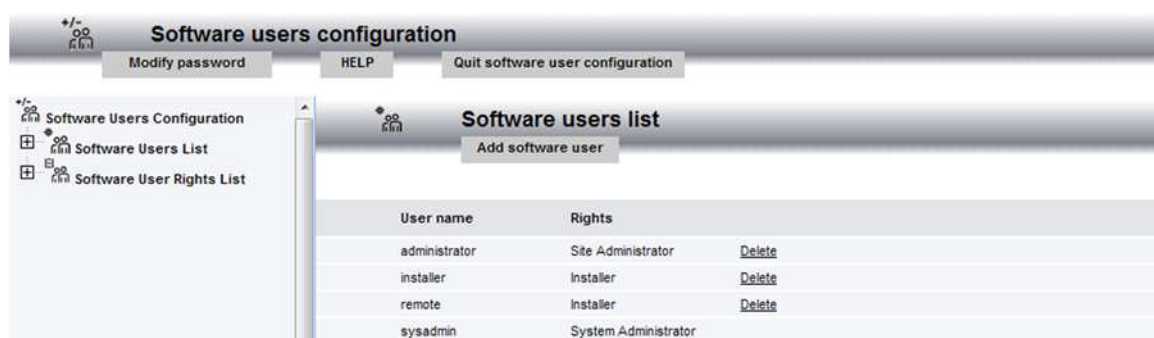 Software users configuration
Modify password HELP Quit software user configuration
Software Users Configuration
Software Users List
Software User Rights List
Software users list
Add software user
User name Rights
administrator Site Administrator Delete
installer Installer Delete
remote Installer Delete
sysadmin System Administrator